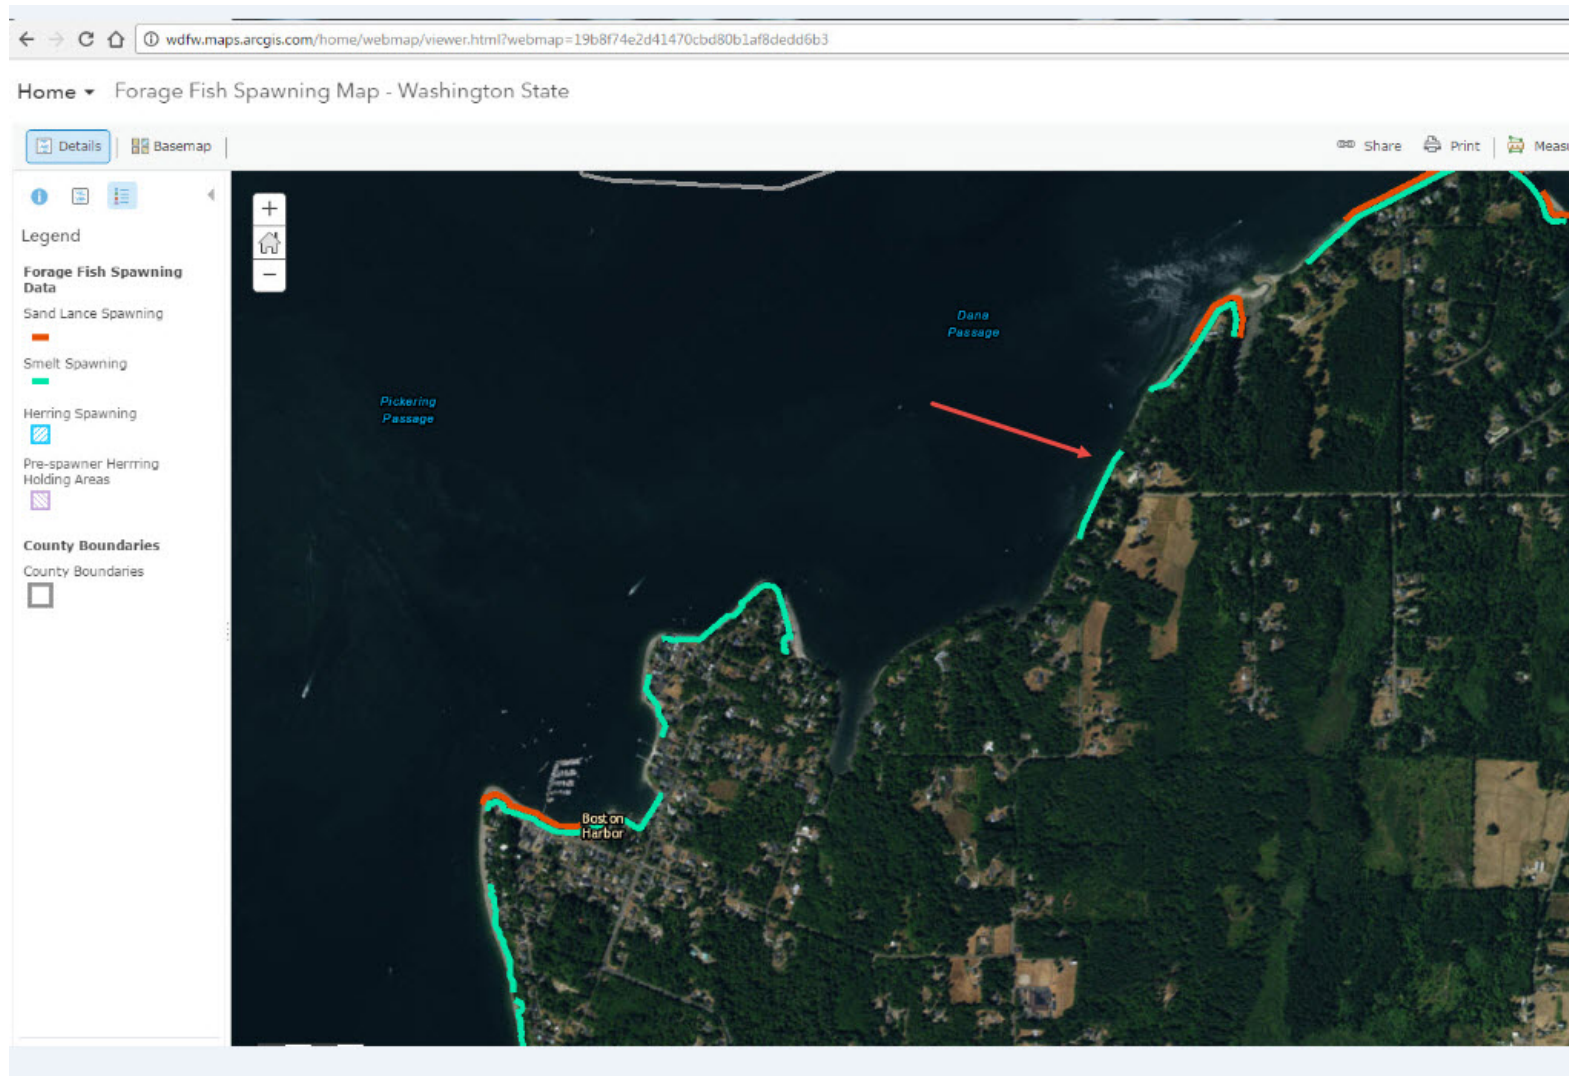 wdfw.maps.arcgis.com/home/webmap/viewer.html?webmap=19b8f74e2d41470cbd80b1af8dedd6b3
Home Forage Fish Spawning Map - Washington State
Details Basemap Share Print Meas
Legend
Forage Fish Spawning
Data
Sand Lance Spawning
Smelt Spawning
Herring Spawning
Pre-spawner Herrring
Holding Areas
County Boundaries
County Boundaries
Dana
Passage
Pickering
Passage
Boston
Harbor